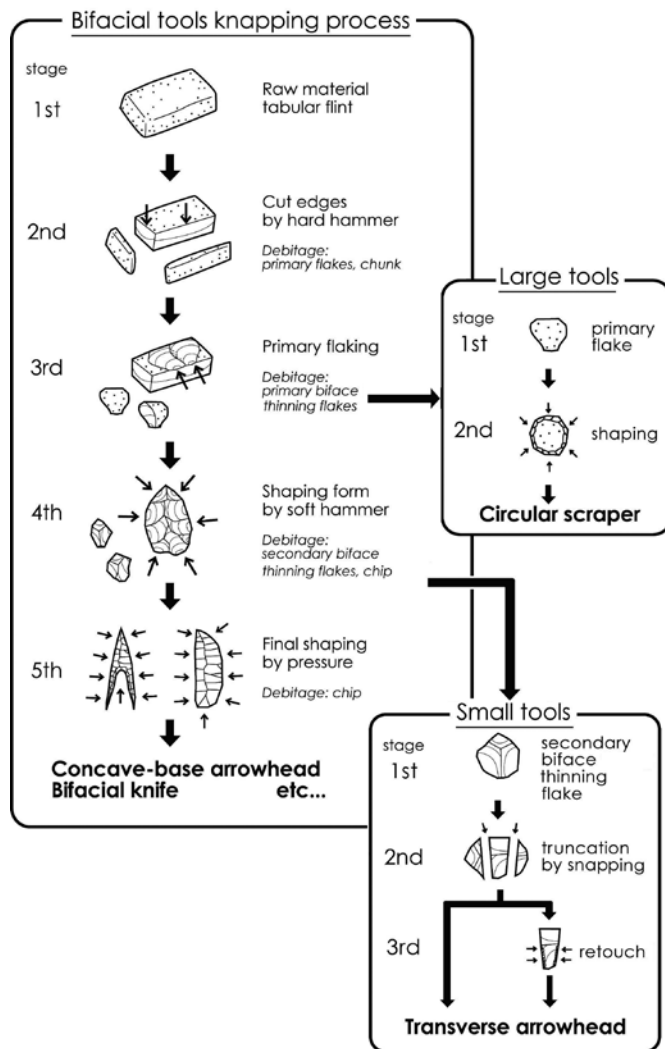 Bifacial tools knapping process
stage
1st
Raw material
tabular flint
2nd
Cut edges
by hard hammer
Debitage:
primary flakes, chunk
3rd
Primary flaking
Debitage:
primary biface
thinning flakes
4th
Shaping form
by soft hammer
Debitage:
secondary biface
thinning flakes, chip
5th
Final shaping
by pressure
Debitage: chip
Concave-base arrowhead
Bifacial knife etc...
Large tools
stage
1st
primary
flake
2nd
shaping
Circular scraper
Small tools
stage
1st
secondary
biface
thinning
flake
2nd
truncation
by snapping
3rd
retouch
Transverse arrowhead